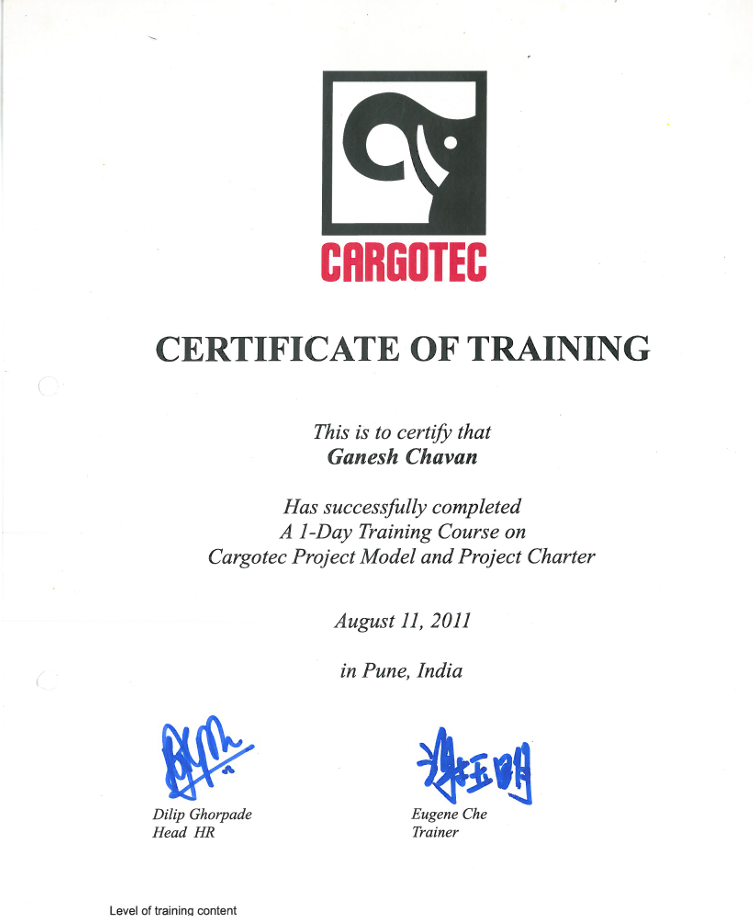 CARGOTEC
CERTIFICATE OF TRAINING
This is to certify that
Ganesh Chavan
Has successfully completed
A 1-Day Training Course on
Cargotec Project Model and Project Charter
August 11, 2011
in Pune, India
Dilip Ghorpade
Head HR
Eugene Che
Trainer
Level of training content